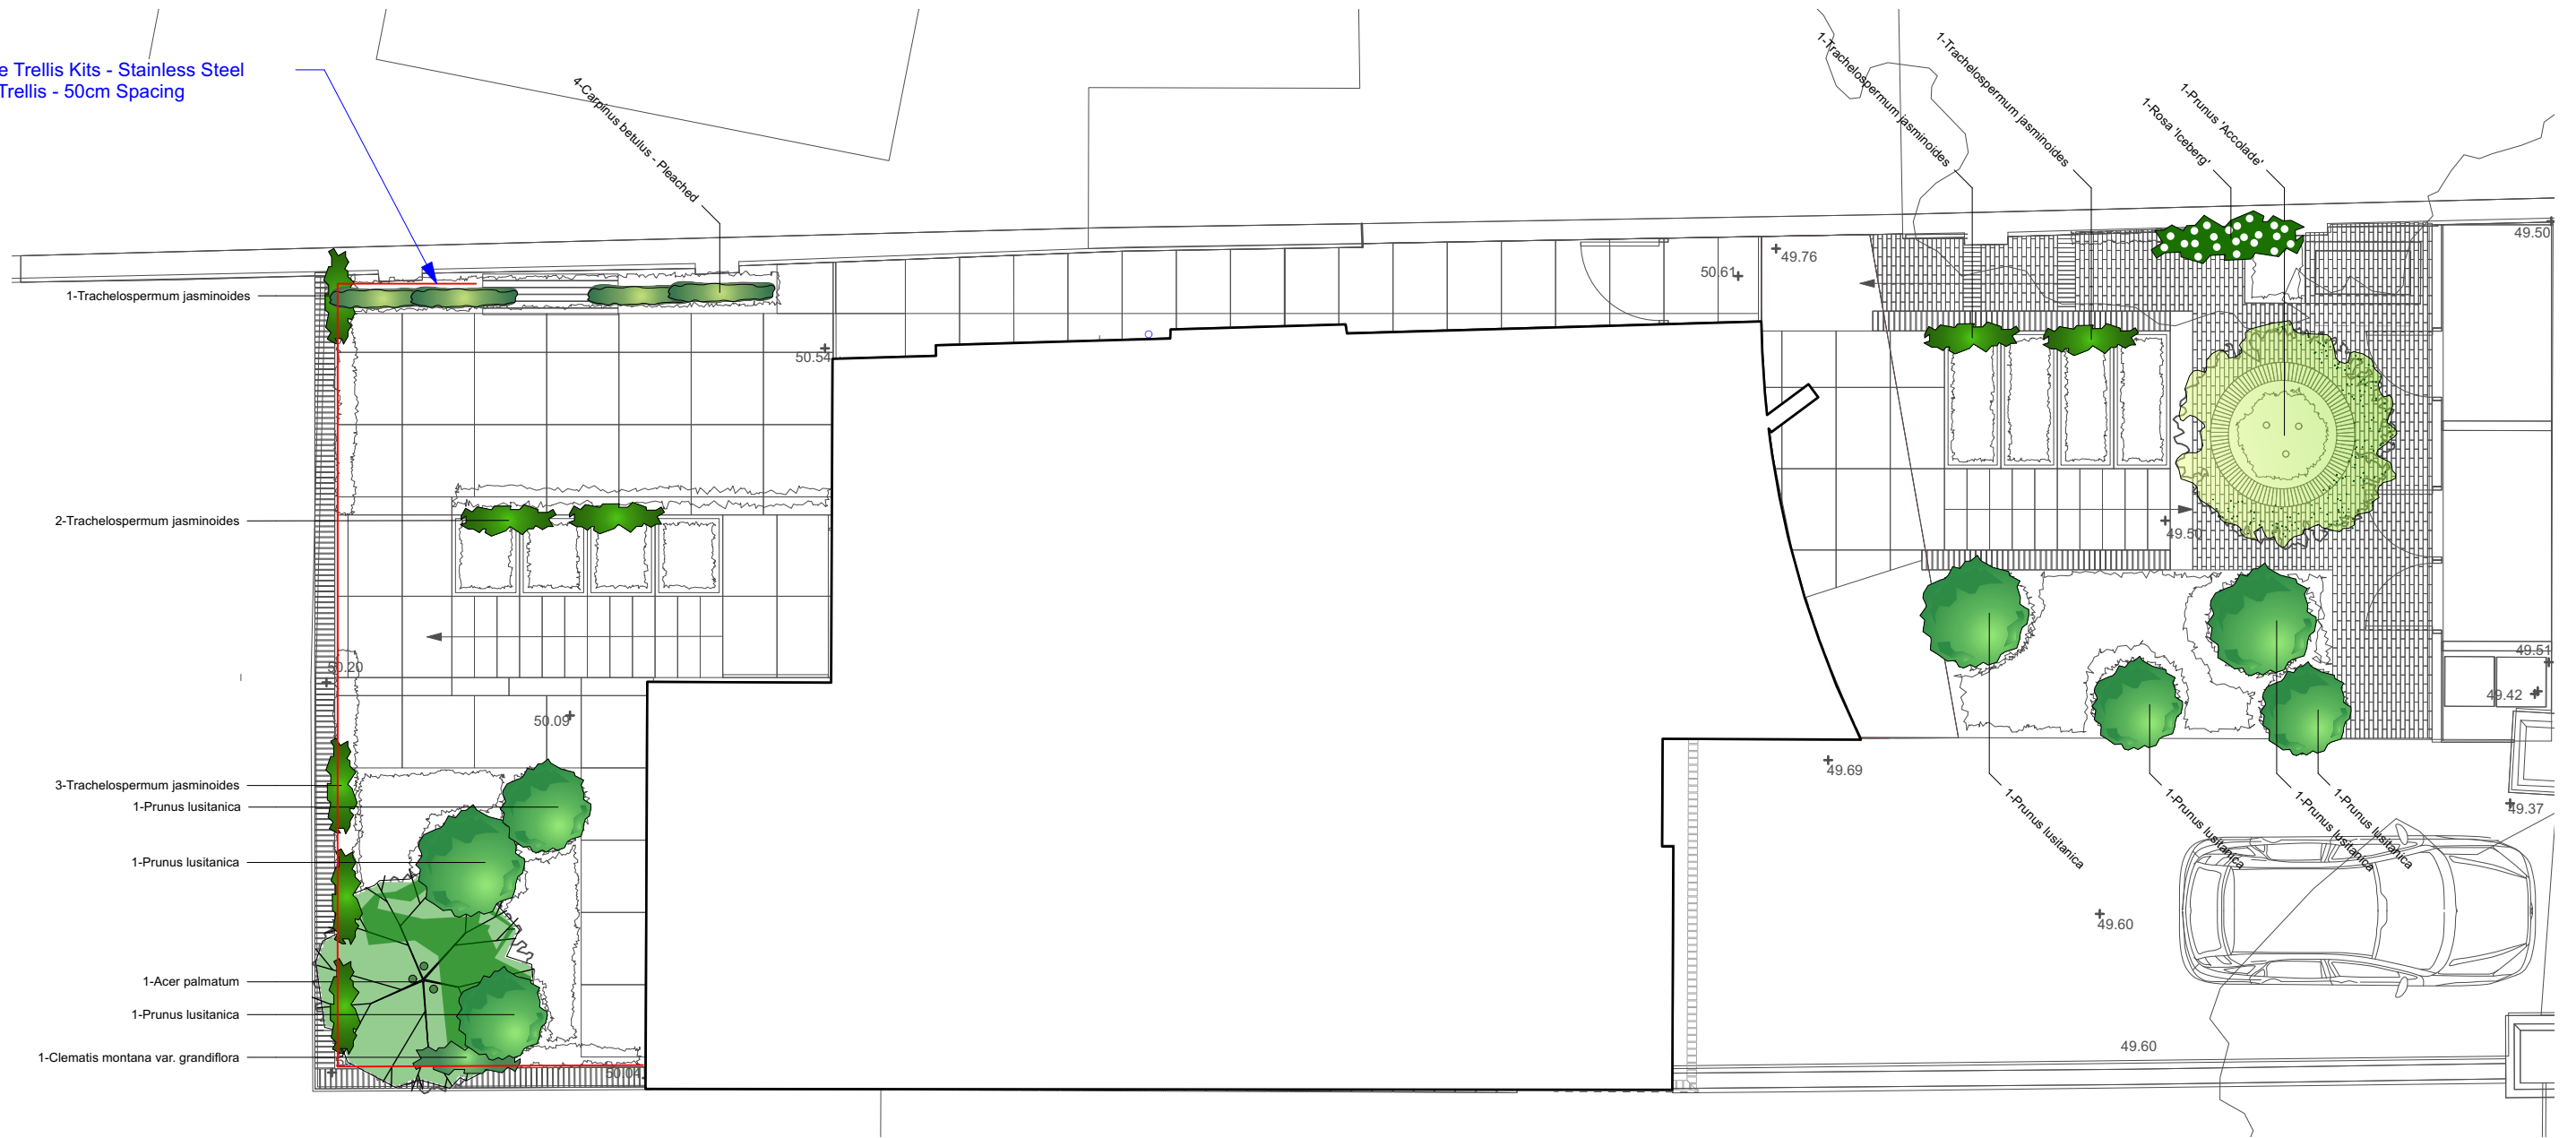 e Trellis Kits - Stainless Steel
Trellis - 50cm Spacing
4-Carpinus betulus - Pleached
1-Trachelospermum jasminoides
1-Trachelospermum jasminoides
1-Rosa 'Iceberg'
1-Prunus 'Accolade'
49.50
49.76
50.61
1-Trachelospermum jasminoides
50.54
2-Trachelospermum jasminoides
49.50
49.51
50.20
49.42
50.09
49.69
3-Trachelospermum jasminoides
1-Prunus lusitanica
49.37
1-Prunus lusitanica
1-Prunus lusitanica
1-Prunus lusitanica
1-Prunus lusitanica
1-Prunus lusitanica
49.60
1-Acer palmatum
1-Prunus lusitanica
49.60
1-Clematis montana var. grandiflora
50.04